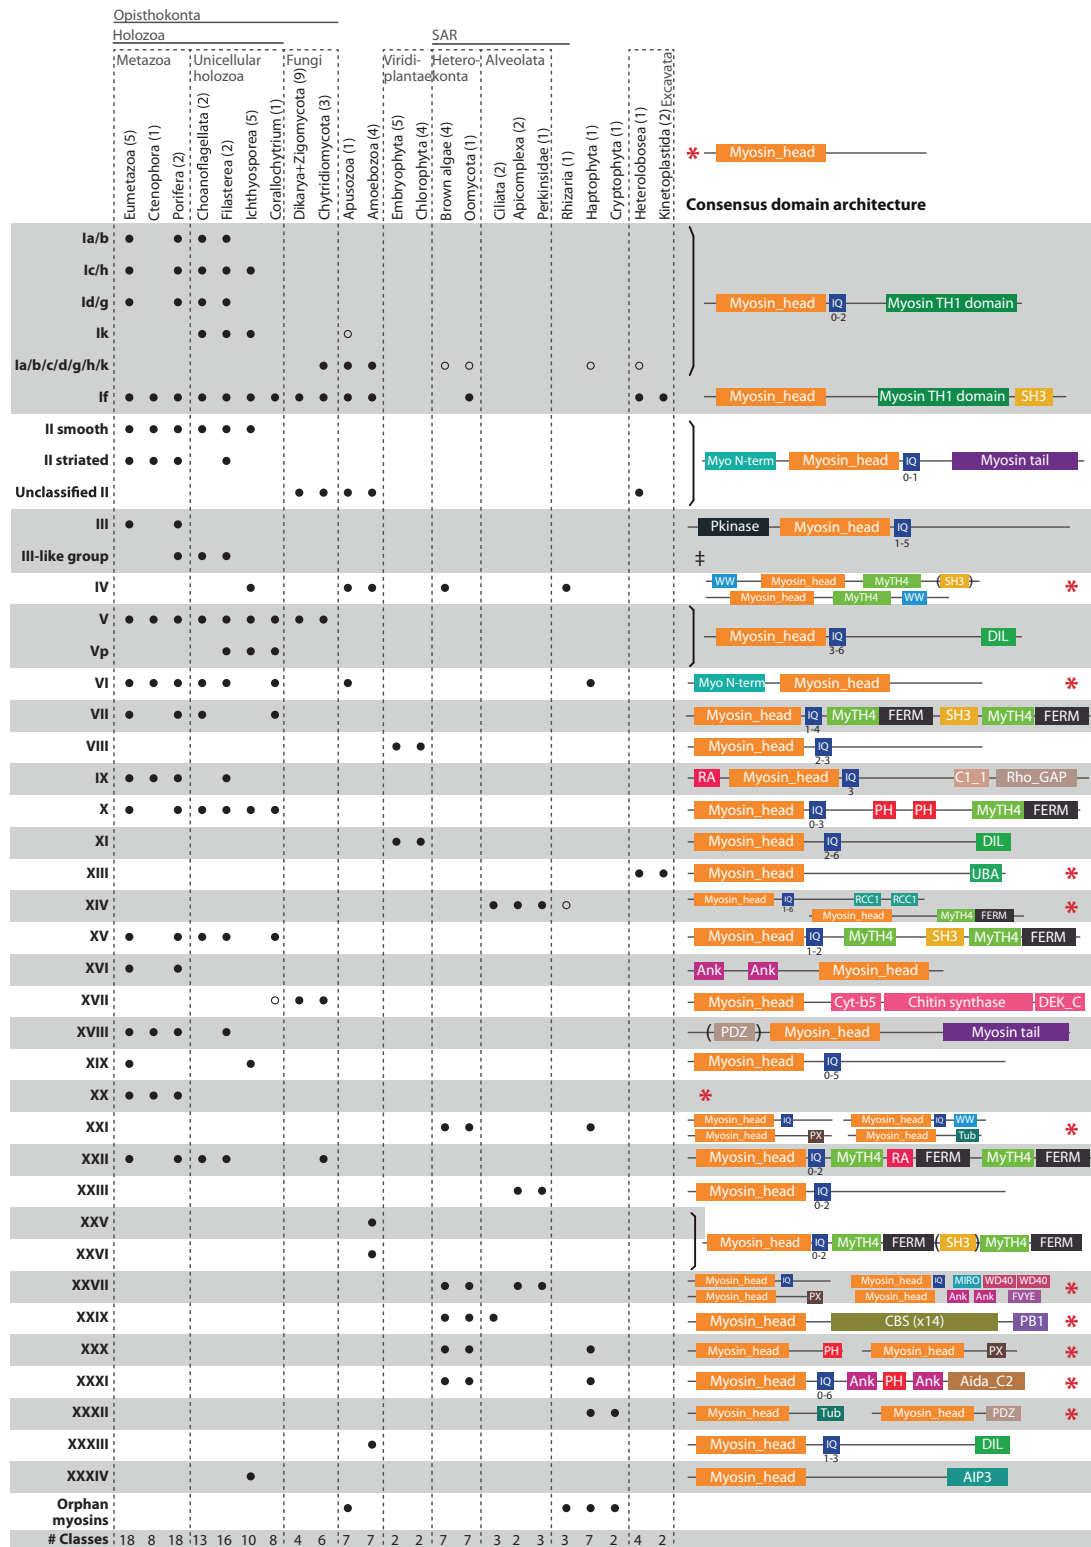 Opisthokonta
Holozoa
SAR
Metazoa
Unicellular
holozoa
Fungi
Viridi-
plantae
Hetero-
konta
Alveolata
Excavata
Eumetazoa (5)
Ctenophora (1)
Porifera (2)
Choanoflagellata (2)
Filasterea (2)
Ichthyosporea (5)
Corallochytrium (1)
Dikarya+Zigomycota (9)
Chytridiomycota (3)
Apusozoa (1)
Amoebozoa (4)
Embryophyta (5)
Chlorophyta (4)
Brown algae (4)
Oomycota (1)
Ciliata (2)
Apicomplexa (2)
Perkinsidae (1)
Rhizaria (1)
Haptophyta (1)
Cryptophyta (1)
Heterolobosea (1)
Kinetoplastida (2)
* Myosin_head
Consensus domain architecture
Ia/b
Ic/h
Id/g
Myosin_head IQ Myosin TH1 domain
0-2
Ik
Ia/b/c/d/g/h/k
If Myosin_head Myosin TH1 domain SH3
II smooth
II striated Myo N-term Myosin_head IQ Myosin tail
0-1
Unclassified II
III Pkinase Myosin_head IQ
1-5
III-like group ‡
IV WW Myosin_head MyTH4 (SH3) *
Myosin_head MyTH4 WW
V Myosin_head IQ DIL
3-6
Vp
VI Myo N-term Myosin_head *
VII Myosin_head IQ MyTH4 FERM SH3 MyTH4 FERM
1-4
VIII Myosin_head IQ
2-3
IX RA Myosin_head IQ C1_1 Rho_GAP
3
X Myosin_head IQ PH PH MyTH4 FERM
0-3
XI Myosin_head IQ DIL
2-6
XIII Myosin_head UBA *
XIV Myosin_head IQ RCC1 RCC1 *
1-6
Myosin_head MyTH4 FERM
XV Myosin_head IQ MyTH4 SH3 MyTH4 FERM
1-2
XVI Ank Ank Myosin_head
XVII Myosin_head Cyt-b5 Chitin synthase DEK_C
XVIII (PDZ) Myosin_head Myosin tail
XIX Myosin_head IQ
0-5
XX *
XXI Myosin_head IQ Myosin_head IQ WW *
Myosin_head PX Myosin_head Tub
XXII Myosin_head IQ MyTH4 RA FERM MyTH4 FERM
0-2
XXIII Myosin_head IQ
0-2
XXV
Myosin_head IQ MyTH4 FERM (SH3) MyTH4 FERM
0-2
XXVI
XXVII Myosin_head IQ Myosin_head IQ MIRO WD40 WD40 *
Myosin_head PX Myosin_head Ank Ank FVYE
XXIX Myosin_head CBS (x14) PB1 *
XXX Myosin_head PH Myosin_head PX *
XXXI Myosin_head IQ Ank PH Ank Aida_C2 *
0-6
XXXII Myosin_head Tub Myosin_head PDZ *
XXXIII Myosin_head IQ DIL
1-3
XXXIV Myosin_head AIP3
Orphan
myosins
# Classes 18 8 18 13 16 10 8 4 6 7 7 2 2 7 7 3 2 3 3 7 2 4 2